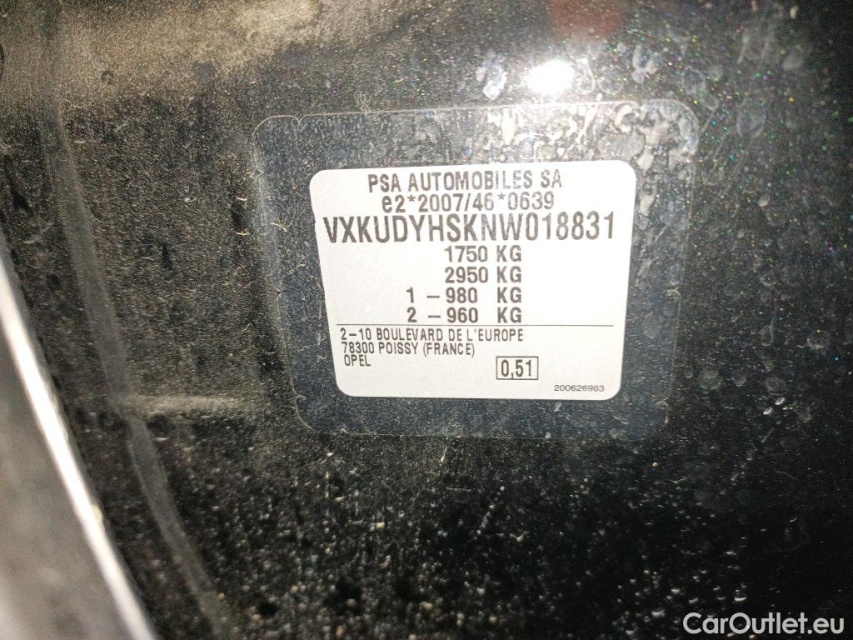 PSA AUTOMOBILES SA
e2*2007/46*0639
VXKUDYHSKNW018831
1750 KG
2950 KG
1 – 980 KG
2 – 960 KG
2–10 BOULEVARD DE L'EUROPE
78300 POISSY (FRANCE)
OPEL
0,51
200626963
CarOutlet.eu